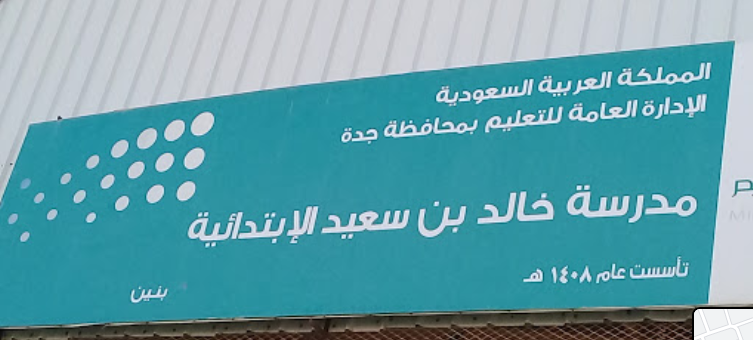 المملكة العربية السعودية
الإدارة العامة للتعليم بمحافظة جدة
مدرسة خالد بن سعيد الإبتدائية
تأسست عام ١٤٠٨ هـ
بنين